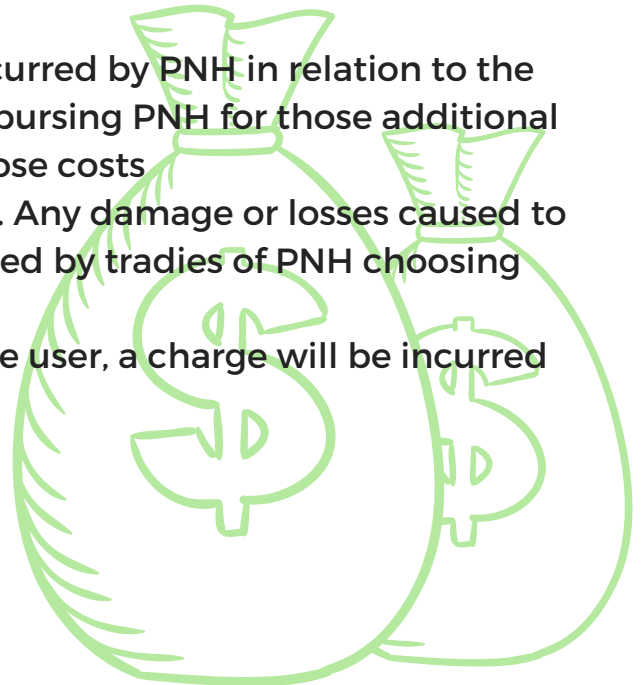 curred by PNH in relation to the
bursing PNH for those additional
ose costs
. Any damage or losses caused to
ed by tradies of PNH choosing
e user, a charge will be incurred